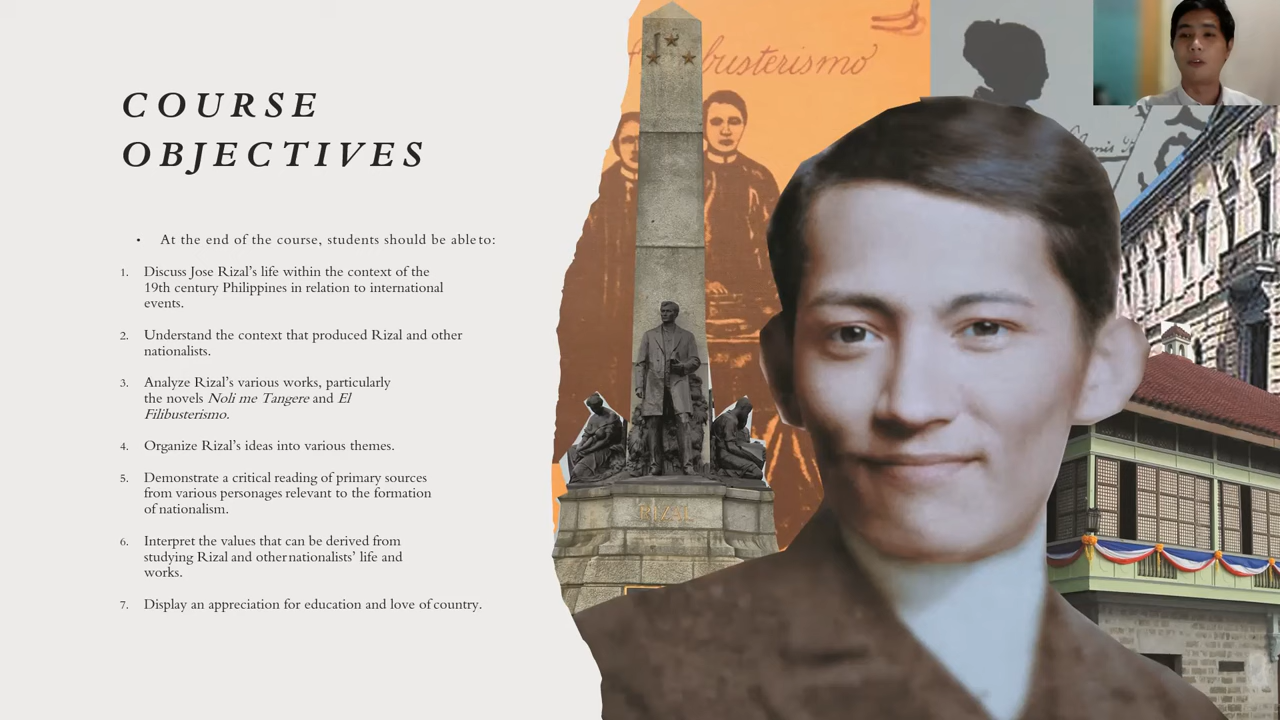 COURSE
OBJECTIVES
• At the end of the course, students should be able to:
1. Discuss Jose Rizal's life within the context of the
19th century Philippines in relation to international
events.
2. Understand the context that produced Rizal and other
nationalists.
3. Analyze Rizal's various works, particularly
the novels Noli me Tangere and El
Filibusterismo.
4. Organize Rizal's ideas into various themes.
5. Demonstrate a critical reading of primary sources
from various personages relevant to the formation
of nationalism.
6. Interpret the values that can be derived from
studying Rizal and other nationalists' life and
works.
7. Display an appreciation for education and love of country.
busterismo
RIZAL